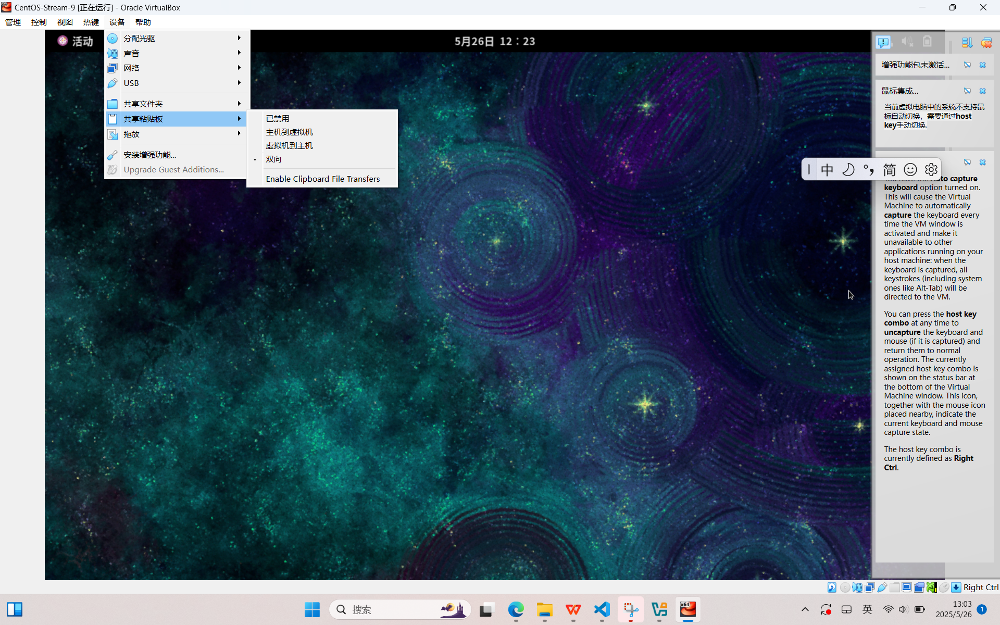 CentOS-Stream-9 [正在运行] - Oracle VirtualBox
管理 控制 视图 热键 设备 帮助
分配光驱
声音
网络
USB
共享文件夹
共享粘贴板
拖放
安装增强功能...
Upgrade Guest Additions...
已禁用
主机到虚拟机
虚拟机到主机
双向
Enable Clipboard File Transfers
活动
5月26日 12：23
增强功能包未激活...
鼠标集成...
当前虚拟电脑中的系统不支持鼠
标自动切换，需要通过host
key手动切换.
中 简
You have the Auto capture
keyboard option turned on.
This will cause the Virtual
Machine to automatically
capture the keyboard every
time the VM window is
activated and make it
unavailable to other
applications running on your
host machine: when the
keyboard is captured, all
keystrokes (including system
ones like Alt-Tab) will be
directed to the VM.
You can press the host key
combo at any time to
uncapture the keyboard and
mouse (if it is captured) and
return them to normal
operation. The currently
assigned host key combo is
shown on the status bar at
the bottom of the Virtual
Machine window. This icon,
together with the mouse icon
placed nearby, indicate the
current keyboard and mouse
capture state.
The host key combo is
currently defined as Right
Ctrl.
Right Ctrl
搜索
x64
英
13:03
2025/5/26
1